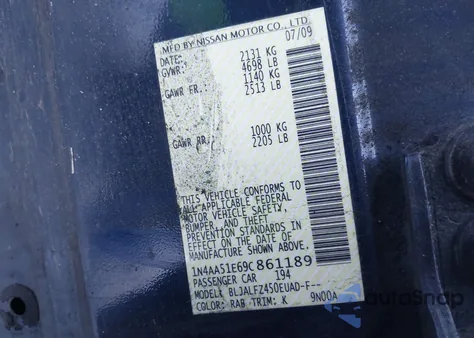 MFD BY NISSAN MOTOR CO., LTD.
DATE: 07/09
GVWR: 2131 KG
4698 LB
GAWR FR.: 1140 KG
2513 LB
GAWR RR. 1000 KG
2205 LB
THIS VEHICLE CONFORMS TO
ALL APPLICABLE FEDERAL
MOTOR VEHICLE SAFETY,
BUMPER, AND THEFT
PREVENTION STANDARDS IN
EFFECT ON THE DATE OF
MANUFACTURE SHOWN ABOVE.
1N4AA51E69C861189
PASSENGER CAR 194
MODEL: BLJALFZ450EUAD-F--
COLOR: RAB TRIM: K 9N00A
AutoSnap